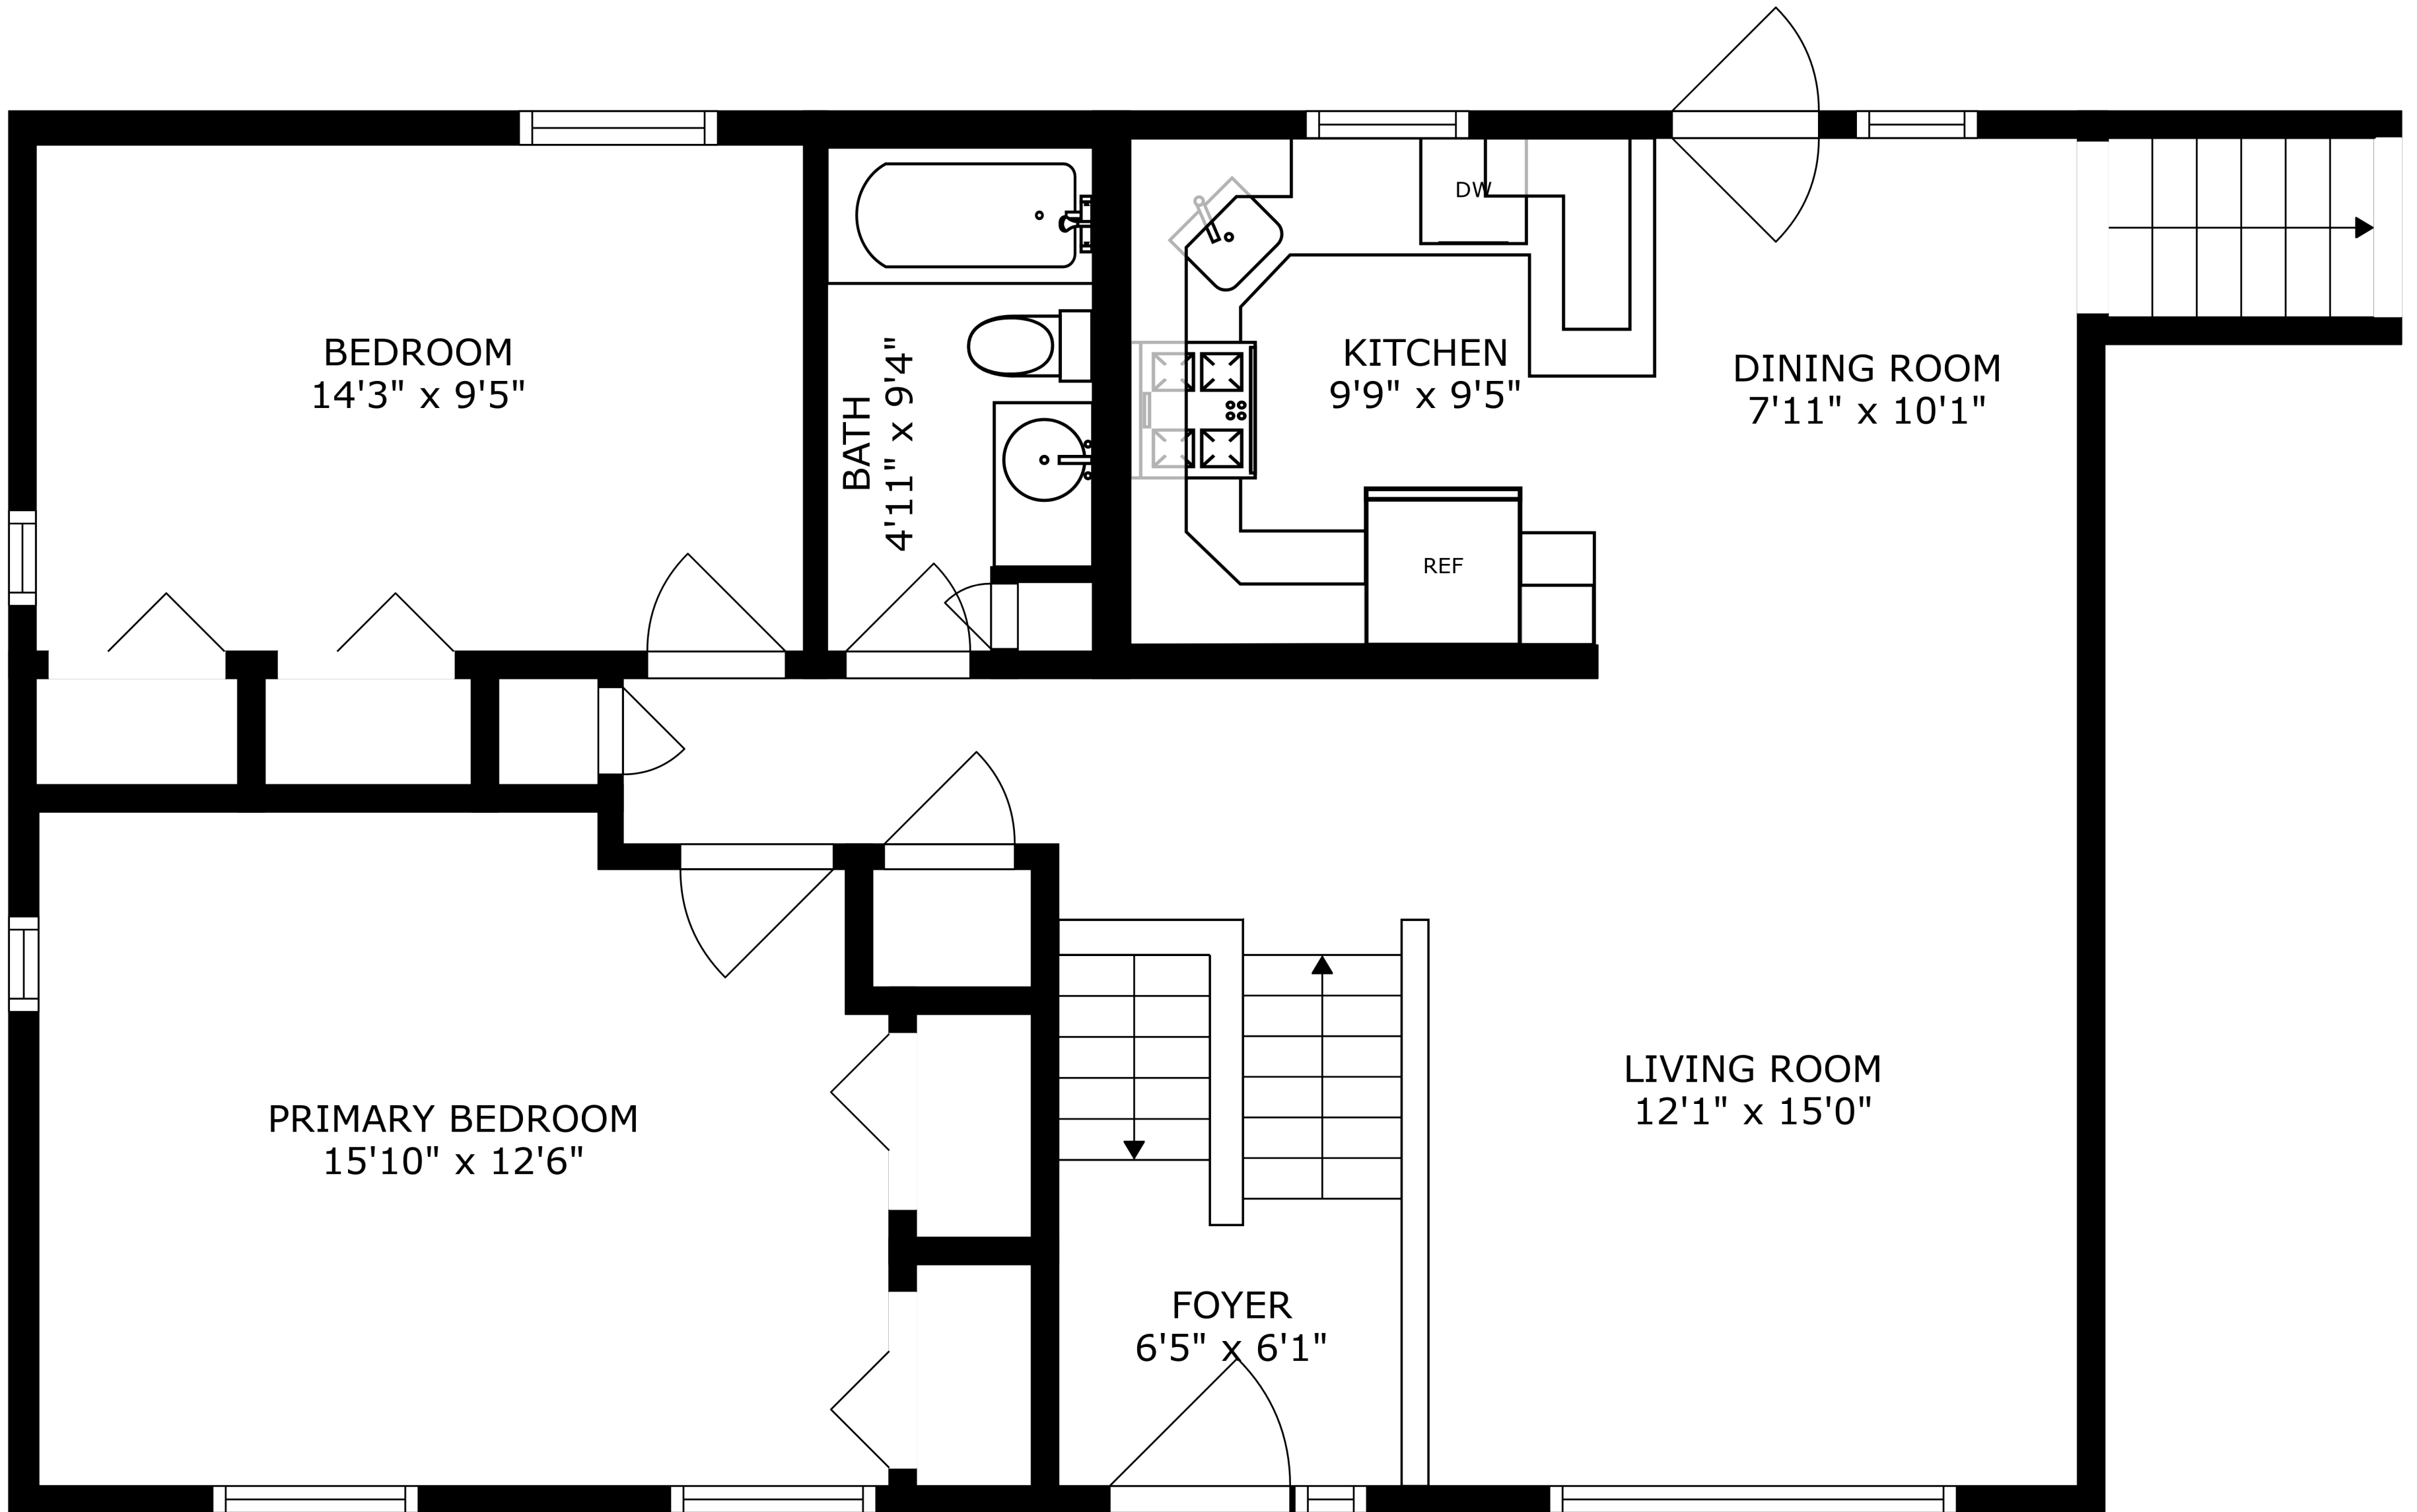 DW
BEDROOM
14'3" x 9'5"
BATH
4'11" x 9'4"
KITCHEN
9'9" x 9'5"
DINING ROOM
7'11" x 10'1"
REF
PRIMARY BEDROOM
15'10" x 12'6"
LIVING ROOM
12'1" x 15'0"
FOYER
6'5" x 6'1"